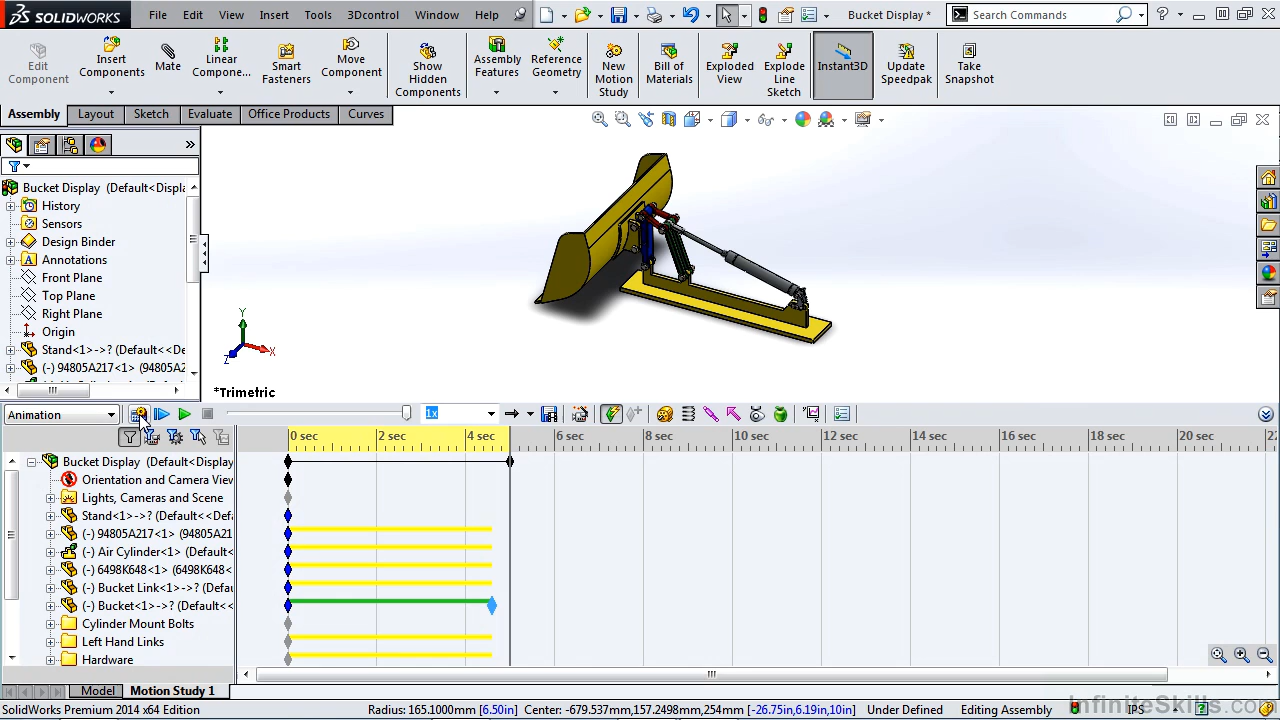 SOLIDWORKS File Edit View Insert Tools 3Dcontrol Window Help Bucket Display * Search Commands
Edit Component
Insert Components
Mate
Linear Compone...
Smart Fasteners
Move Component
Show Hidden Components
Assembly Features
Reference Geometry
New Motion Study
Bill of Materials
Exploded View
Explode Line Sketch
Instant3D
Update Speedpak
Take Snapshot
Assembly Layout Sketch Evaluate Office Products Curves
Bucket Display (Default<Displa
History
Sensors
Design Binder
Annotations
Front Plane
Top Plane
Right Plane
Origin
Stand<1>->? (Default<<De
(-) 94805A217<1> (94805A2
Y
X
Z
*Trimetric
Animation 1x
0 sec 2 sec 4 sec 6 sec 8 sec 10 sec 12 sec 14 sec 16 sec 18 sec 20 sec 22
Bucket Display (Default<Display
Orientation and Camera View
Lights, Cameras and Scene
Stand<1>->? (Default<<Defa
(-) 94805A217<1> (94805A21
(-) Air Cylinder<1> (Default<
(-) 6498K648<1> (6498K648<
(-) Bucket Link<1>->? (Defau
(-) Bucket<1>->? (Default<<
Cylinder Mount Bolts
Left Hand Links
Hardware
Model Motion Study 1
SolidWorks Premium 2014 x64 Edition Radius: 165.1000mm [6.50in] Center: -679.537mm,157.2498mm,254mm [-26.75in,6.19in,10in] Under Defined Editing Assembly IPS
InfiniteSkills.com